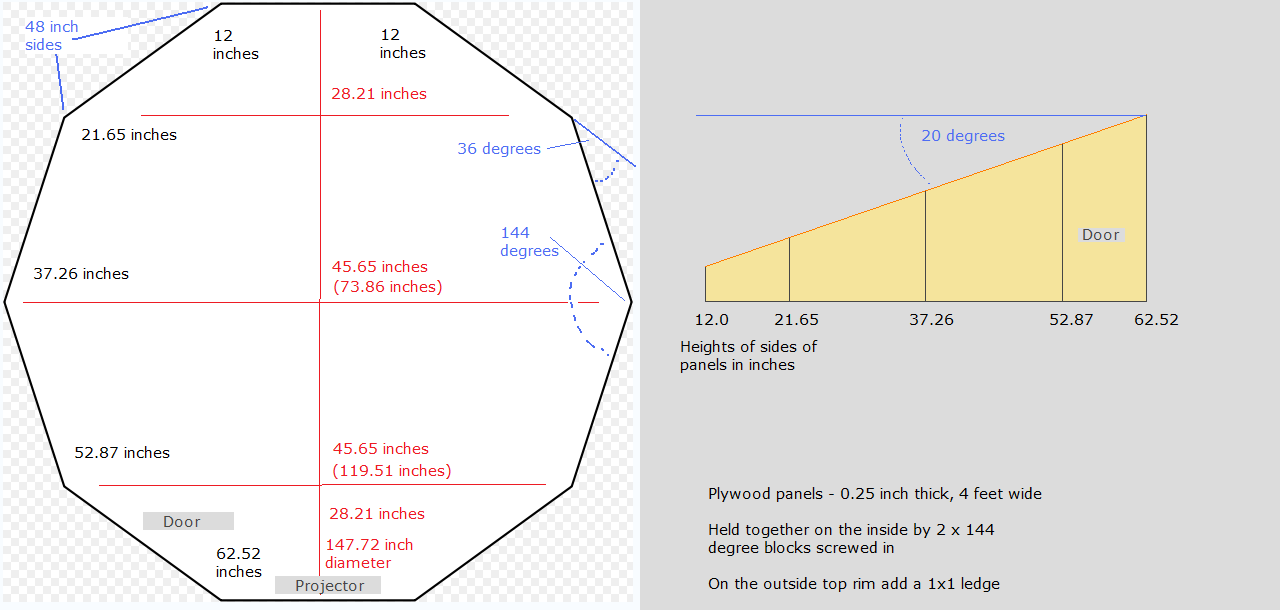 48 inch
sides
12
inches
12
inches
28.21 inches
21.65 inches
36 degrees
144
degrees
37.26 inches
45.65 inches
(73.86 inches)
52.87 inches
45.65 inches
(119.51 inches)
Door
28.21 inches
62.52
inches
147.72 inch
diameter
Projector
20 degrees
Door
12.0
21.65
37.26
52.87
62.52
Heights of sides of
panels in inches
Plywood panels - 0.25 inch thick, 4 feet wide
Held together on the inside by 2 x 144
degree blocks screwed in
On the outside top rim add a 1x1 ledge